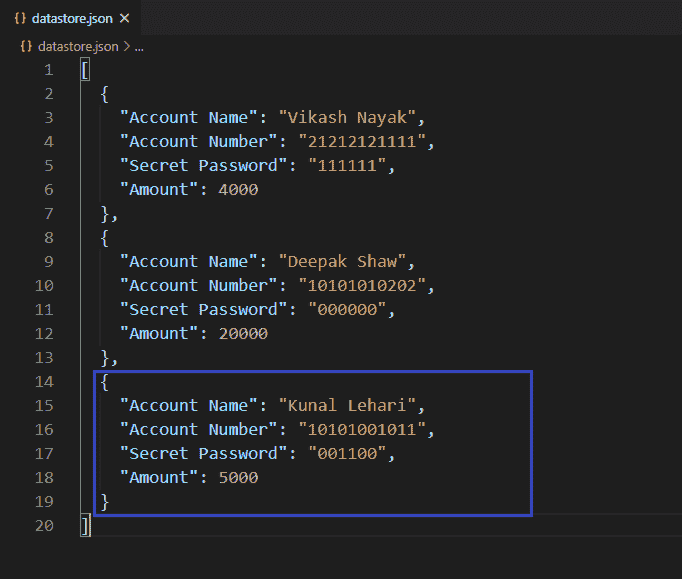 {} datastore.json ×
{} datastore.json > ...
1 [
2 {
3 "Account Name": "Vikash Nayak",
4 "Account Number": "21212121111",
5 "Secret Password": "111111",
6 "Amount": 4000
7 },
8 {
9 "Account Name": "Deepak Shaw",
10 "Account Number": "10101010202",
11 "Secret Password": "000000",
12 "Amount": 20000
13 },
14 {
15 "Account Name": "Kunal Lehari",
16 "Account Number": "10101001011",
17 "Secret Password": "001100",
18 "Amount": 5000
19 }
20 ]